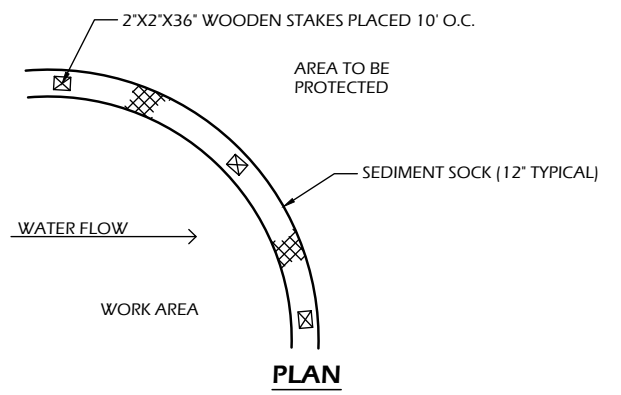 2"X2"X36" WOODEN STAKES PLACED 10' O.C.
AREA TO BE
PROTECTED
SEDIMENT SOCK (12" TYPICAL)
WATER FLOW
WORK AREA
PLAN